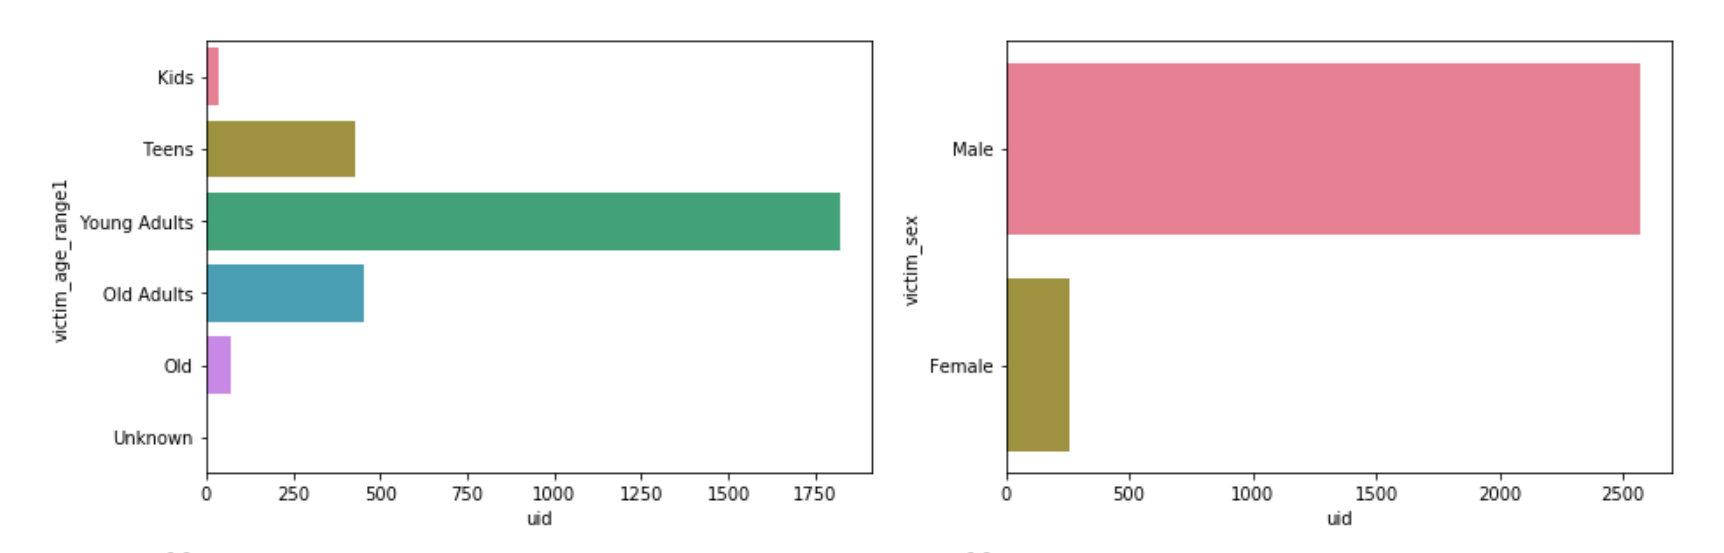 victim_age_range1
Kids
Teens
Young Adults
Old Adults
Old
Unknown
0 250 500 750 1000 1250 1500 1750
uid
victim_sex
Male
Female
0 500 1000 1500 2000 2500
uid